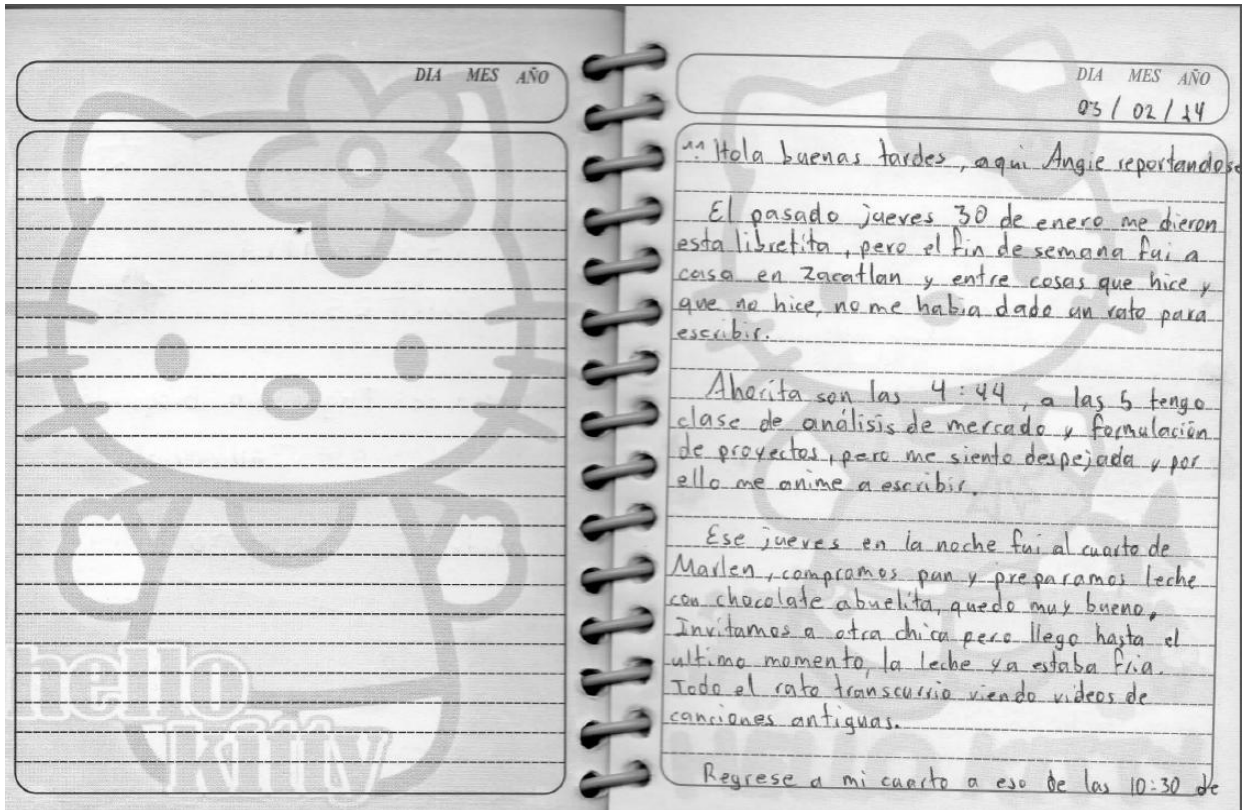 DIA MES AÑO
hello
kitty
DIA MES AÑO
03 / 02 / 14
^^ Hola buenas tardes, aqui Angie reportandose
El pasado jueves 30 de enero me dieron
esta libretita, pero el fin de semana fui a
casa en Zacatlan y entre cosas que hice y
que no hice, no me habia dado un rato para
escribir.
Ahorita son las 4:44, a las 5 tengo
clase de análisis de mercado y formulación
de proyectos, pero me siento despejada y por
ello me anime a escribir.
Ese jueves en la noche fui al cuarto de
Marlen, compramos pan y preparamos leche
con chocolate abuelita, quedo muy bueno.
Invitamos a otra chica pero llego hasta el
ultimo momento, la leche ya estaba fria.
Todo el rato transcurrio viendo videos de
canciones antiguas.
Regrese a mi cuarto a eso de las 10:30 de